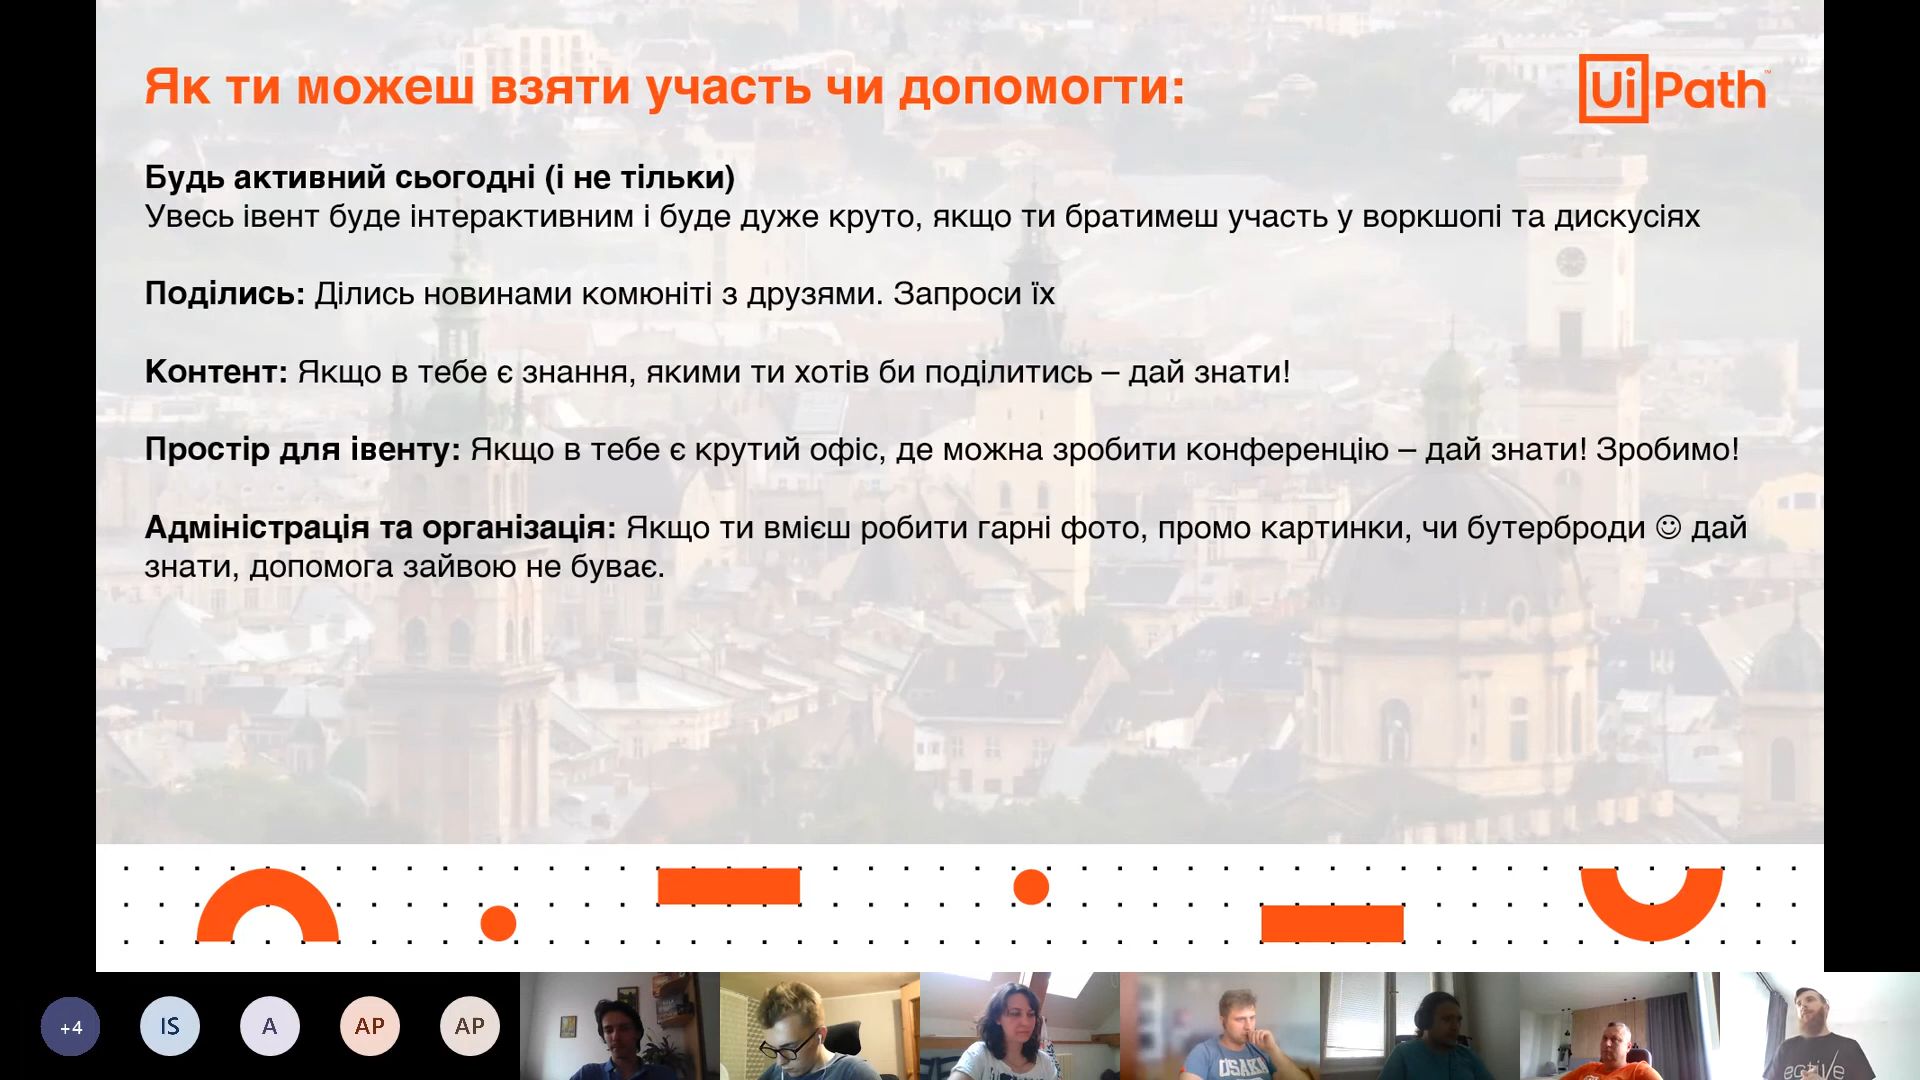 Як ти можеш взяти участь чи допомогти:
UiPath™
Будь активний сьогодні (і не тільки)
Увесь івент буде інтерактивним і буде дуже круто, якщо ти братимеш участь у воркшопі та дискусіях
Поділись: Ділись новинами комюніті з друзями. Запроси їх
Контент: Якщо в тебе є знання, якими ти хотів би поділитись – дай знати!
Простір для івенту: Якщо в тебе є крутий офіс, де можна зробити конференцію – дай знати! Зробимо!
Адміністрація та організація: Якщо ти вмієш робити гарні фото, промо картинки, чи бутерброди ☺ дай
знати, допомога зайвою не буває.
+4
IS
A
AP
AP
OSAKA